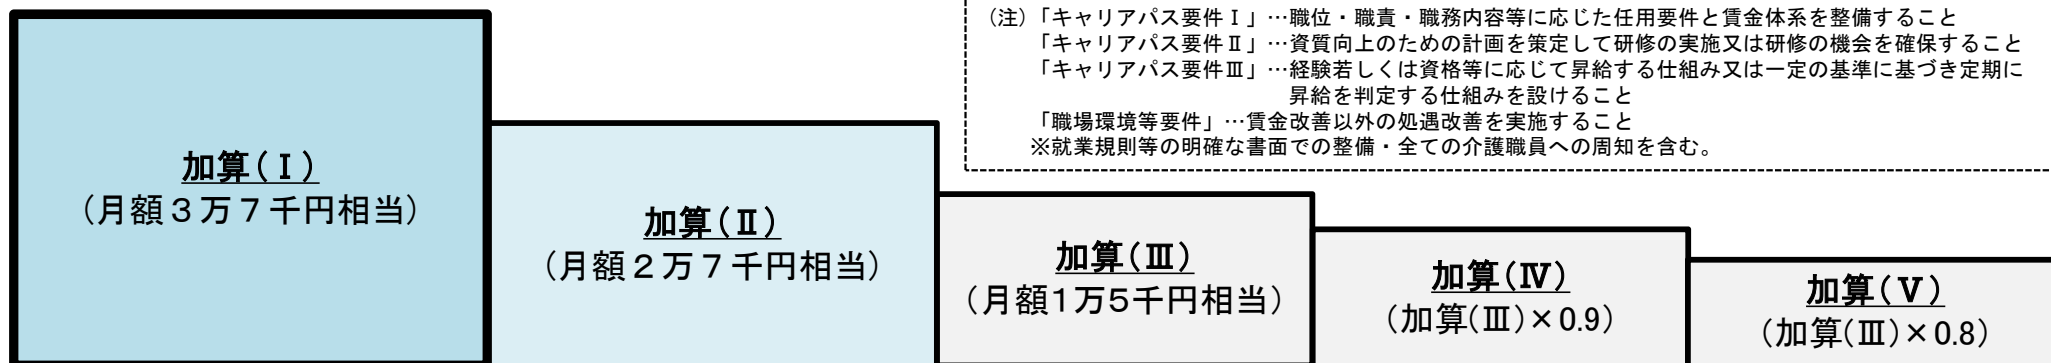 (注)「キャリアパス要件Ⅰ」…職位・職責・職務内容等に応じた任用要件と賃金体系を整備すること
「キャリアパス要件Ⅱ」…資質向上のための計画を策定して研修の実施又は研修の機会を確保すること
「キャリアパス要件Ⅲ」…経験若しくは資格等に応じて昇給する仕組み又は一定の基準に基づき定期に
昇給を判定する仕組みを設けること
「職場環境等要件」…賃金改善以外の処遇改善を実施すること
※就業規則等の明確な書面での整備・全ての介護職員への周知を含む。
加算(Ⅰ)
(月額3万7千円相当)
加算(Ⅱ)
(月額2万7千円相当)
加算(Ⅲ)
(月額1万5千円相当)
加算(Ⅳ)
(加算(Ⅲ)×0.9)
加算(Ⅴ)
(加算(Ⅲ)×0.8)